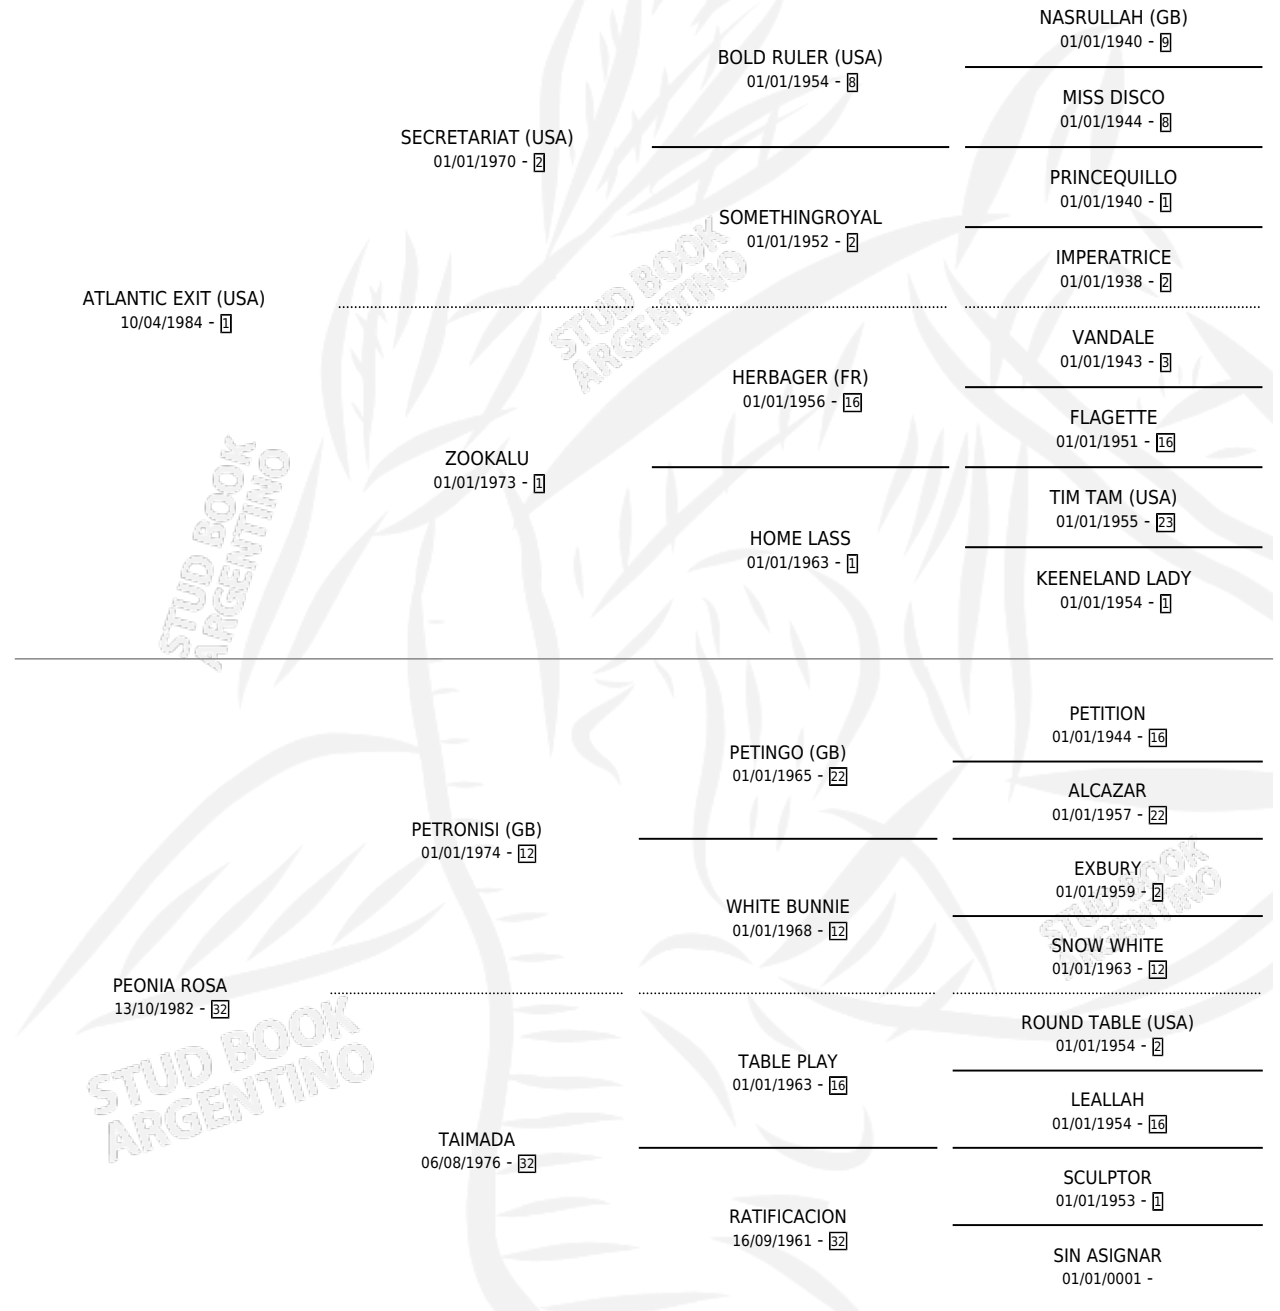 NASRULLAH (GB)
01/01/1940 - 9
BOLD RULER (USA)
01/01/1954 - 8
MISS DISCO
01/01/1944 - 8
SECRETARIAT (USA)
01/01/1970 - 2
PRINCEQUILLO
01/01/1940 - 1
SOMETHINGROYAL
01/01/1952 - 2
IMPERATRICE
01/01/1938 - 2
ATLANTIC EXIT (USA)
10/04/1984 - 1
VANDALE
01/01/1943 - 3
HERBAGER (FR)
01/01/1956 - 16
FLAGETTE
01/01/1951 - 16
ZOOKALU
01/01/1973 - 1
TIM TAM (USA)
01/01/1955 - 23
HOME LASS
01/01/1963 - 1
KEENELAND LADY
01/01/1954 - 1
PETITION
01/01/1944 - 16
PETINGO (GB)
01/01/1965 - 22
ALCAZAR
01/01/1957 - 22
PETRONISI (GB)
01/01/1974 - 12
EXBURY
01/01/1959 - 2
WHITE BUNNIE
01/01/1968 - 12
SNOW WHITE
01/01/1963 - 12
PEONIA ROSA
13/10/1982 - 32
ROUND TABLE (USA)
01/01/1954 - 2
TABLE PLAY
01/01/1963 - 16
LEALLAH
01/01/1954 - 16
TAIMADA
06/08/1976 - 32
SCULPTOR
01/01/1953 - 1
RATIFICACION
16/09/1961 - 32
SIN ASIGNAR
01/01/0001 -
STUD BOOK
ARGENTINO
STUD BOOK
ARGENTINO
STUD BOOK
ARGENTINO
STUD BOOK
ARGENTINO